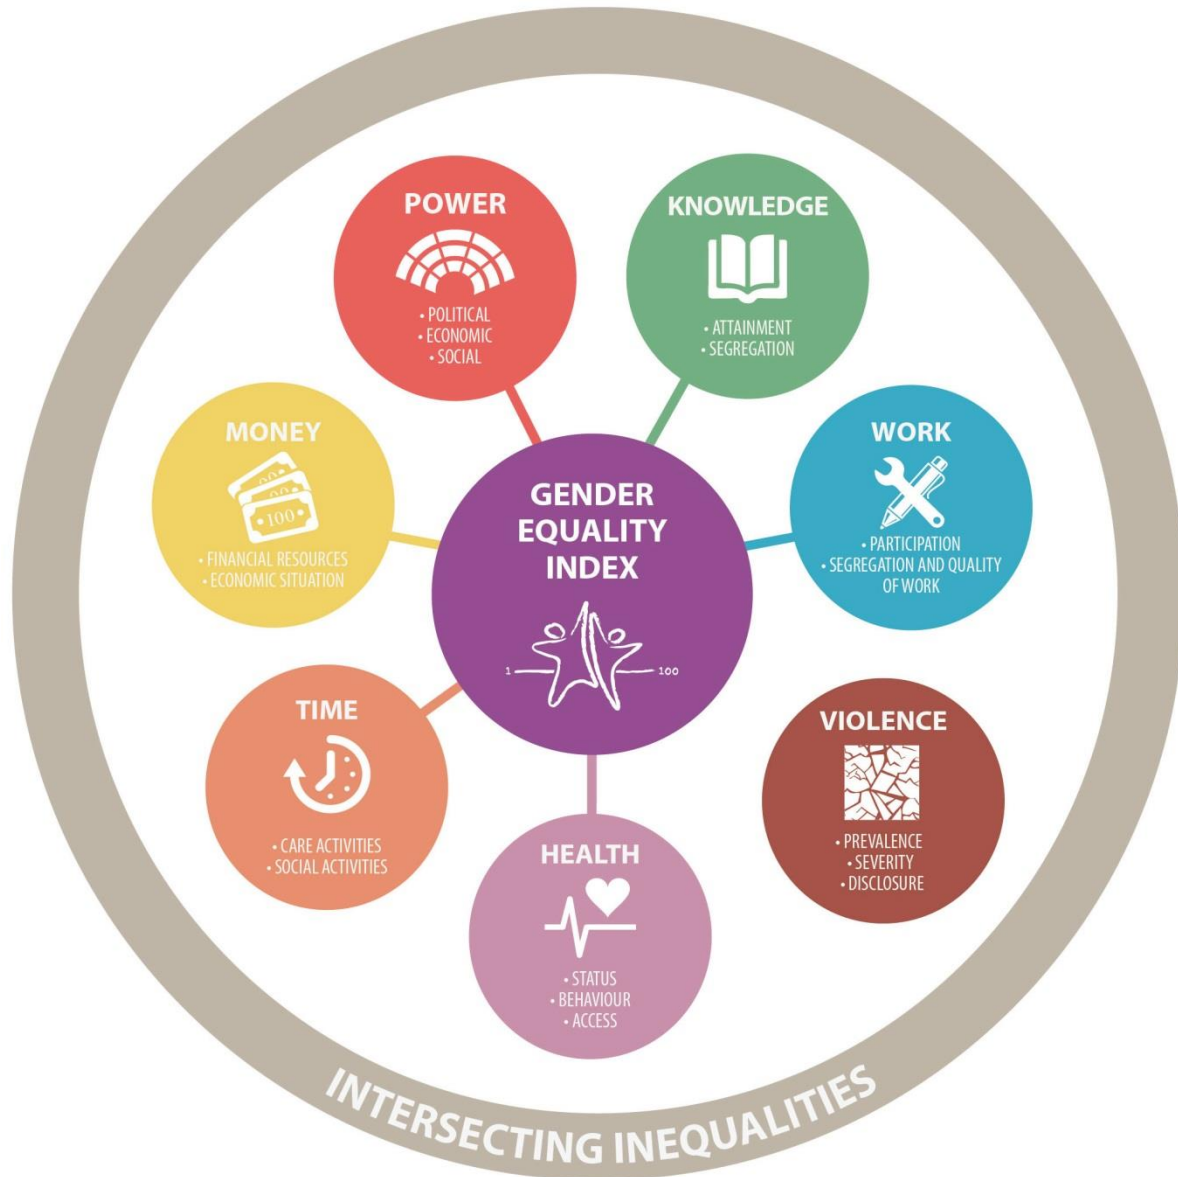 POWER
• POLITICAL
• ECONOMIC
• SOCIAL
KNOWLEDGE
• ATTAINMENT
• SEGREGATION
MONEY
100
• FINANCIAL RESOURCES
• ECONOMIC SITUATION
GENDER
EQUALITY
INDEX
1
100
WORK
• PARTICIPATION
• SEGREGATION AND QUALITY
OF WORK
TIME
• CARE ACTIVITIES
• SOCIAL ACTIVITIES
VIOLENCE
• PREVALENCE
• SEVERITY
• DISCLOSURE
HEALTH
• STATUS
• BEHAVIOUR
• ACCESS
INTERSECTING INEQUALITIES